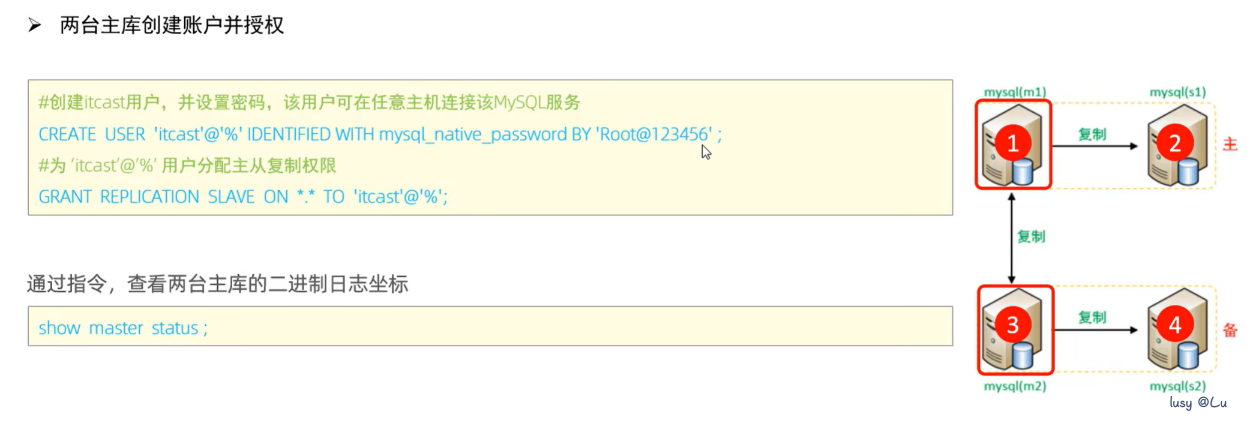 ➢ 两台主库创建账户并授权
#创建itcast用户，并设置密码，该用户可在任意主机连接该MySQL服务
CREATE USER 'itcast'@'%' IDENTIFIED WITH mysql_native_password BY 'Root@123456' ;
#为 'itcast'@'%' 用户分配主从复制权限
GRANT REPLICATION SLAVE ON *.* TO 'itcast'@'%';
通过指令，查看两台主库的二进制日志坐标
show master status ;
mysql(m1)
mysql(s1)
1
复制
2
主
复制
3
复制
4
备
mysql(m2)
mysql(s2)
lusy @Lu